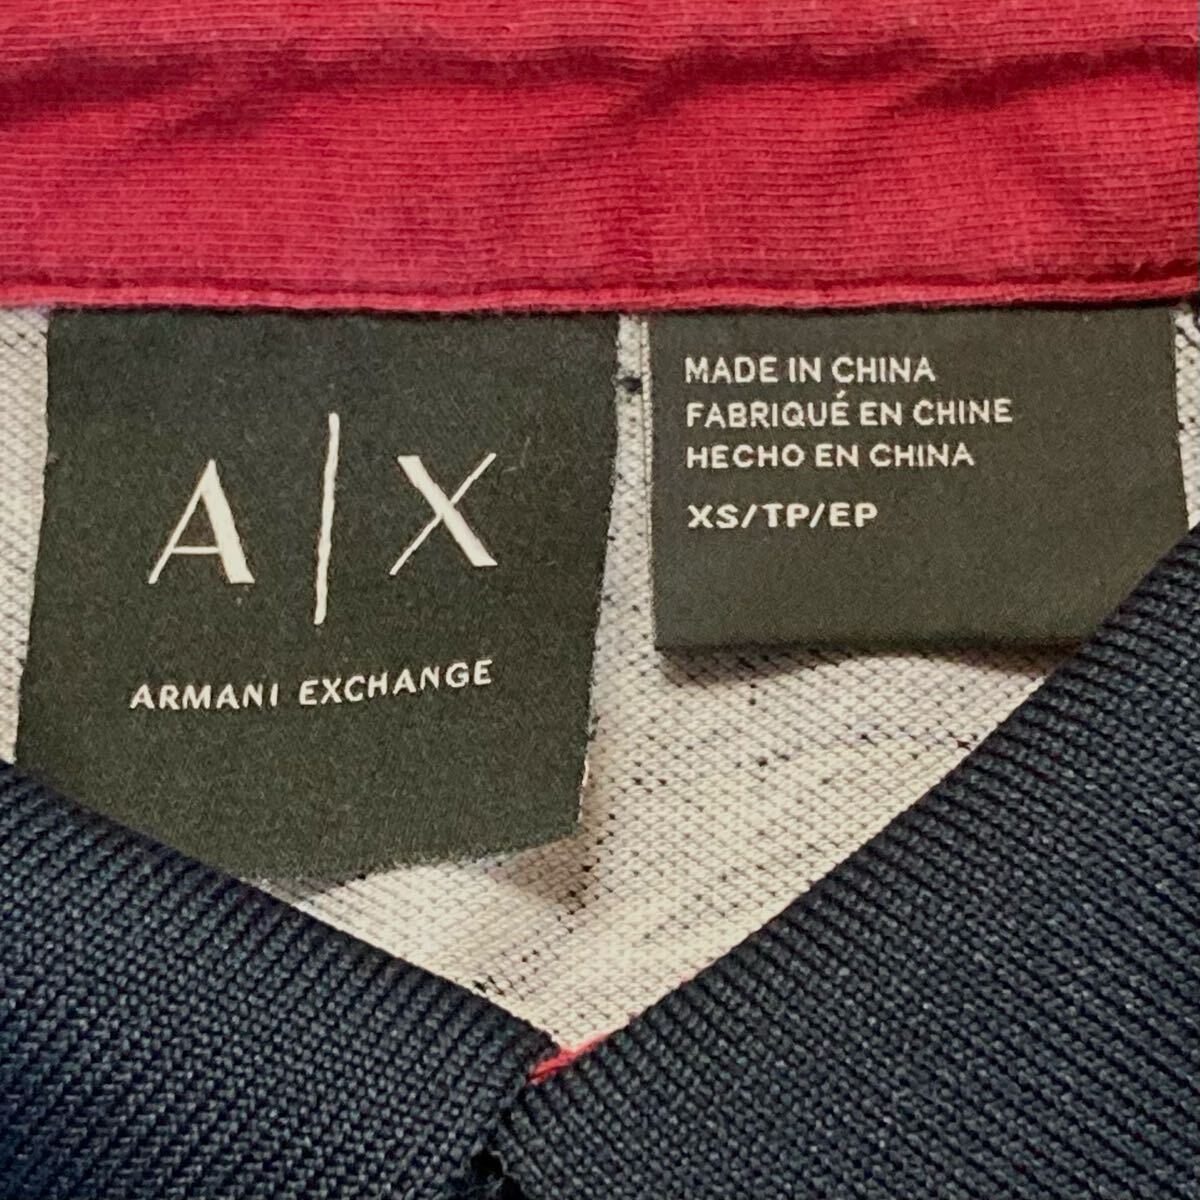 A|X
ARMANI EXCHANGE
MADE IN CHINA
FABRIQUÉ EN CHINE
HECHO EN CHINA
XS/TP/EP